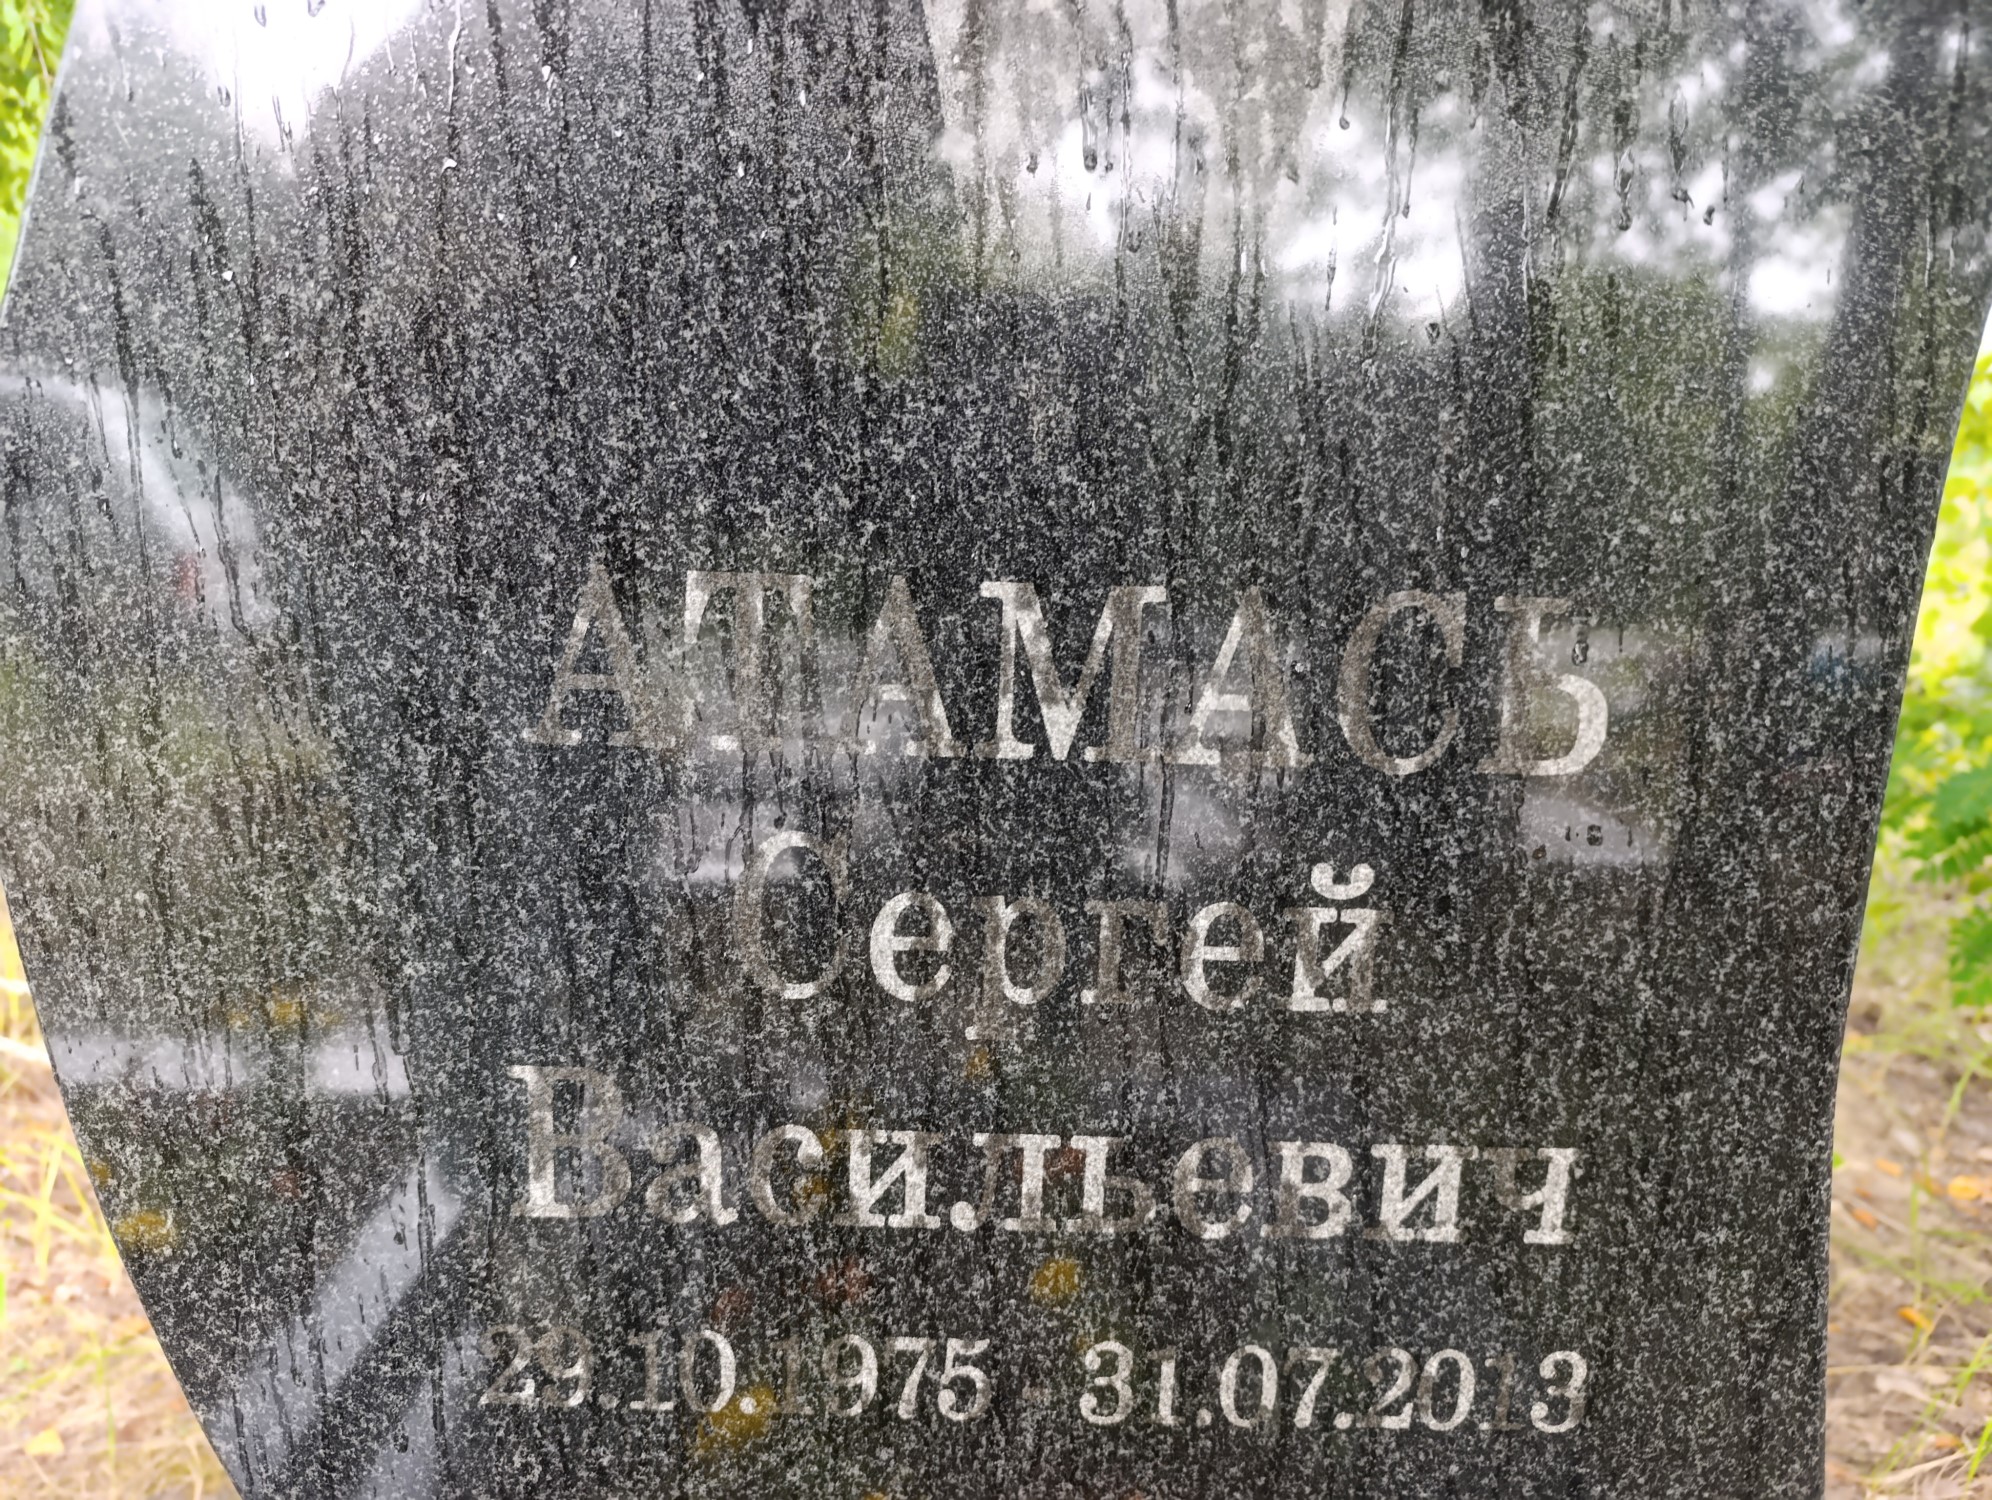 АТАМАСЬ
Сергей
Васильевич
29.10.1975 - 31.07.2013